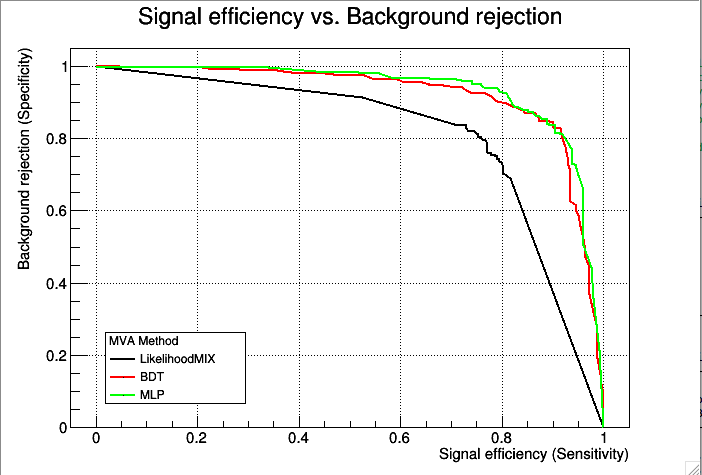 Signal efficiency vs. Background rejection
Background rejection (Specificity)
1
0.8
0.6
0.4
0.2
0
MVA Method
LikelihoodMIX
BDT
MLP
0 0.2 0.4 0.6 0.8 1
Signal efficiency (Sensitivity)